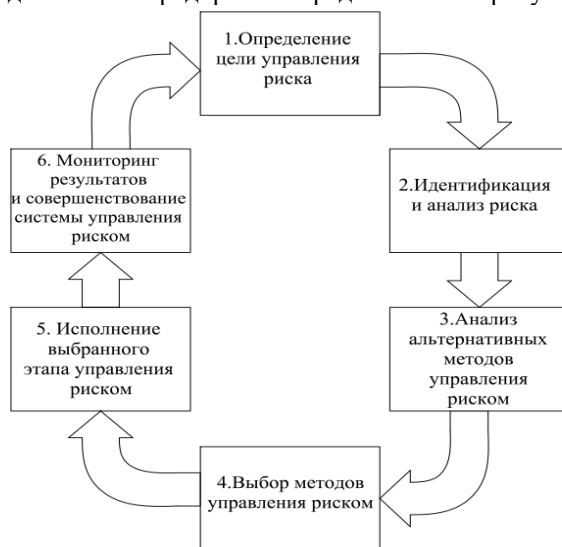 1.Определение
цели управления
риска
2.Идентификация
и анализ риска
3.Анализ
альтернативных
методов
управления
риском
4.Выбор методов
управления риском
5. Исполнение
выбранного
этапа управления
риском
6. Мониторинг
результатов
и совершенствование
системы управления
риском